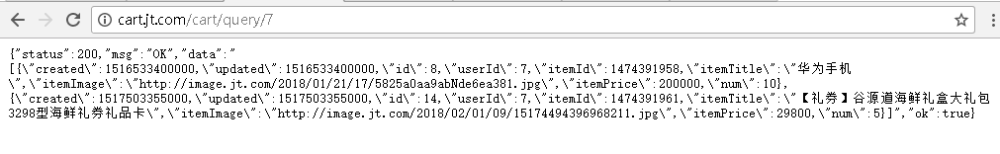 cart.jt.com/cart/query/7
{"status":200,"msg":"OK","data":"
[{\"created\":1516533400000,\"updated\":1516533400000,\"id\":8,\"userId\":7,\"itemId\":1474391958,\"itemTitle\":\"华为手机
\",\"itemImage\":\"http://image.jt.com/2018/01/21/17/5825a0aa9abNde6ea381.jpg\",\"itemPrice\":200000,\"num\":10},
{\"created\":1517503355000,\"updated\":1517503355000,\"id\":14,\"userId\":7,\"itemId\":1474391961,\"itemTitle\":\"【礼券】谷源道海鲜礼盒大礼包
3298型海鲜礼券礼品卡\",\"itemImage\":\"http://image.jt.com/2018/02/01/09/15174494396968211.jpg\",\"itemPrice\":29800,\"num\":5}]","ok":true}